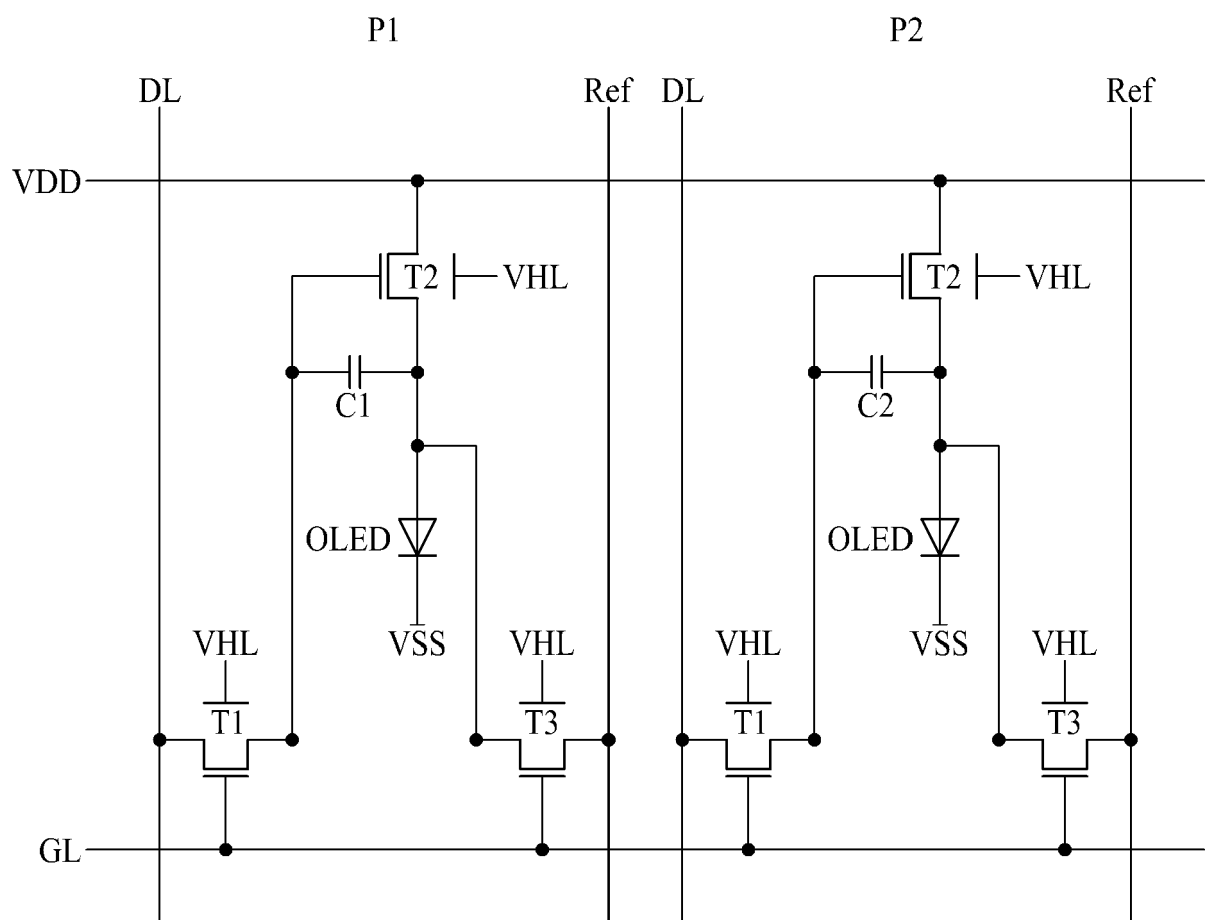 P1 P2
DL Ref DL Ref
VDD
T2 VHL T2 VHL
C1 C2
OLED OLED
VHL VSS VHL VHL VSS VHL
T1 T3 T1 T3
GL